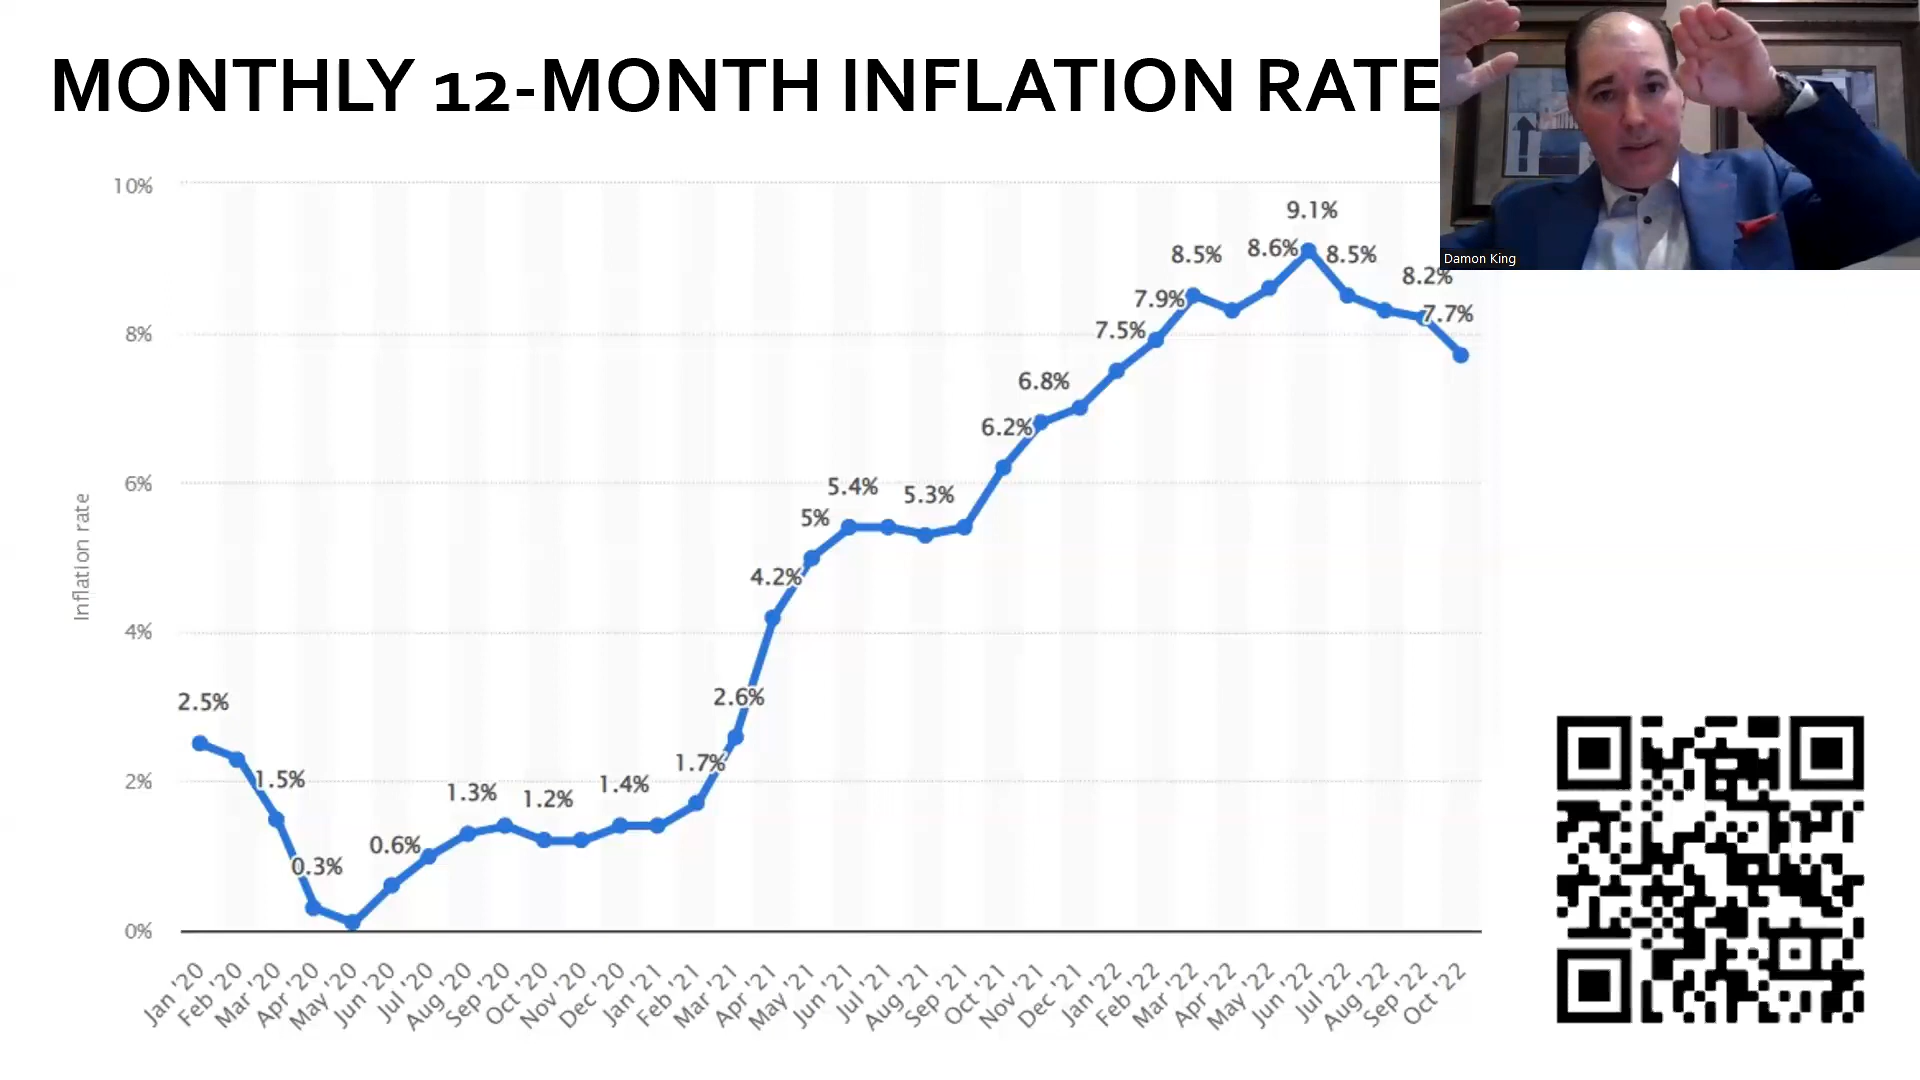 MONTHLY 12-MONTH INFLATION RATE
Damon King
Inflation rate
10%
8%
6%
4%
2%
0%
2.5%
1.5%
0.3%
0.6%
1.3%
1.2%
1.4%
1.7%
2.6%
4.2%
5%
5.4%
5.3%
6.2%
6.8%
7.5%
7.9%
8.5%
8.6%
9.1%
8.5%
8.2%
7.7%
Jan '20
Feb '20
Mar '20
Apr '20
May '20
Jun '20
Jul '20
Aug '20
Sep '20
Oct '20
Nov '20
Dec '20
Jan '21
Feb '21
Mar '21
Apr '21
May '21
Jun '21
Jul '21
Aug '21
Sep '21
Oct '21
Nov '21
Dec '21
Jan '22
Feb '22
Mar '22
Apr '22
May '22
Jun '22
Jul '22
Aug '22
Sep '22
Oct '22